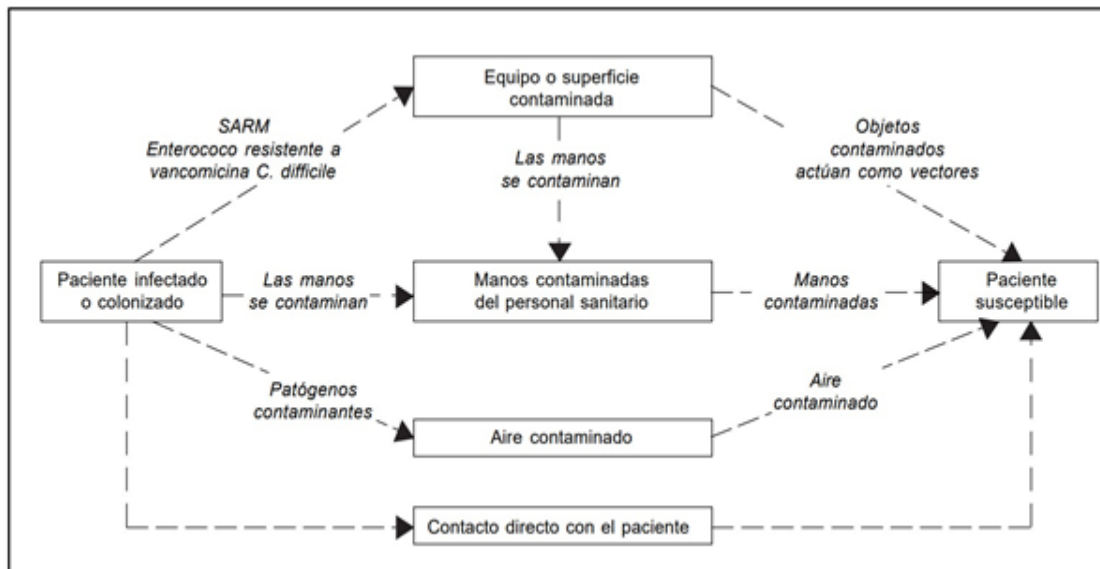 Equipo o superficie
contaminada
SARM
Enterococo resistente a
vancomicina C. difficile
Las manos
se contaminan
Objetos
contaminados
actúan como vectores
Paciente infectado
o colonizado
Las manos
se contaminan
Manos contaminadas
del personal sanitario
Manos
contaminadas
Paciente
susceptible
Patógenos
contaminantes
Aire contaminado
Aire
contaminado
Contacto directo con el paciente